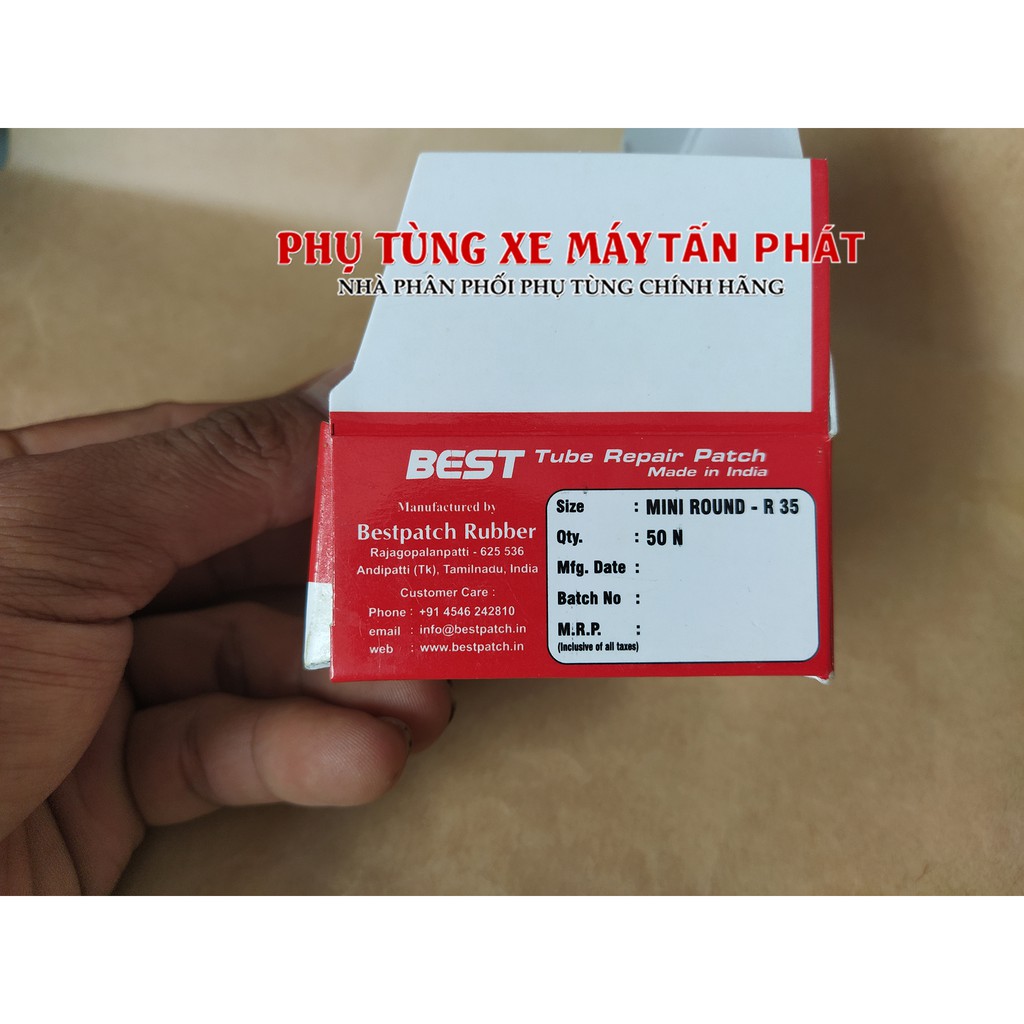 PHỤ TÙNG XE MÁY TẤN PHÁT
NHÀ PHÂN PHỐI PHỤ TÙNG CHÍNH HÃNG
BEST Tube Repair Patch
Made in India
Manufactured by
Bestpatch Rubber
Rajagopalanpatti - 625 536
Andipatti (Tk), Tamilnadu, India
Customer Care :
Phone : +91 4546 242810
email : info@bestpatch.in
web : www.bestpatch.in
Size : MINI ROUND - R 35
Qty. : 50 N
Mfg. Date :
Batch No :
M.R.P. :
(Inclusive of all taxes)